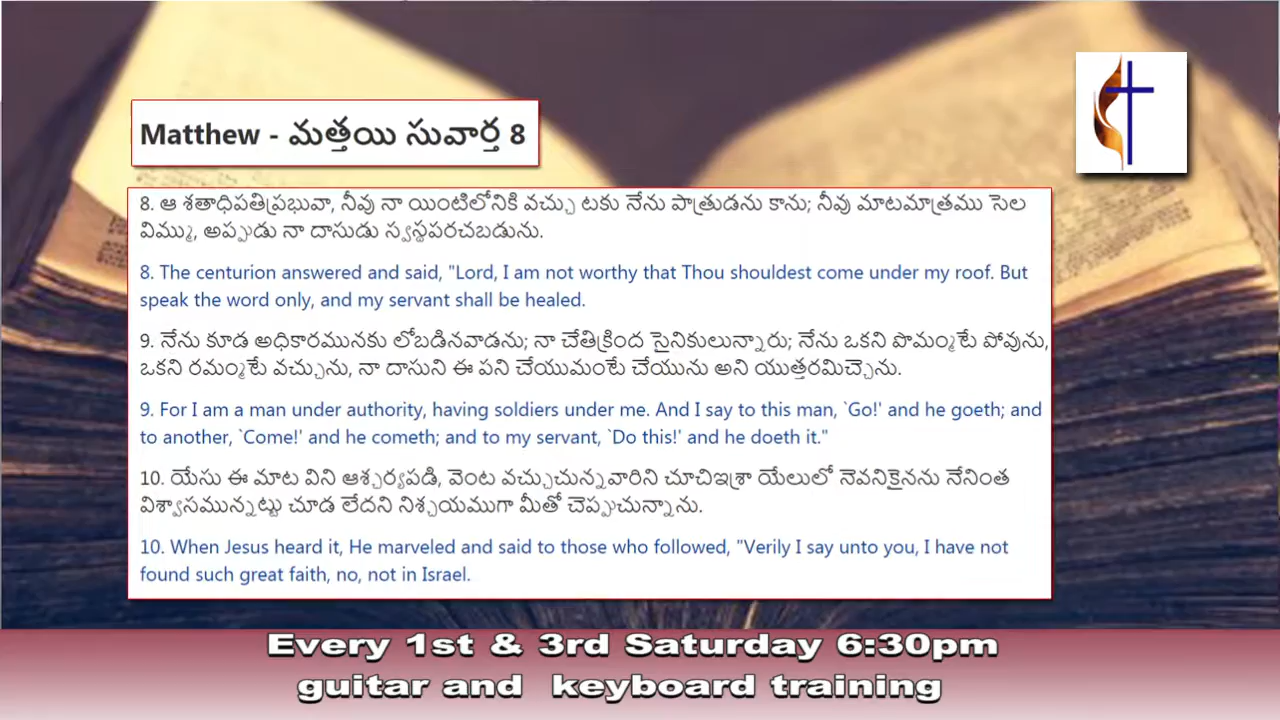 Matthew - మత్తయి సువార్త 8
8. ఆ శతాధిపతిప్రభువా, నీవు నా యింటిలోనికి వచ్చు టకు నేను పాత్రుడను కాను; నీవు మాటమాత్రము సెల
విమ్ము, అప్పుడు నా దాసుడు స్వస్థపరచబడును.
8. The centurion answered and said, "Lord, I am not worthy that Thou shouldest come under my roof. But
speak the word only, and my servant shall be healed.
9. నేను కూడ అధికారమునకు లోబడినవాడను; నా చేతిక్రింద సైనికులున్నారు; నేను ఒకని పొమ్మంటే పోవును,
ఒకని రమ్మంటే వచ్చును, నా దాసుని ఈ పని చేయుమంటే చేయును అని యుత్తరమిచ్చెను.
9. For I am a man under authority, having soldiers under me. And I say to this man, `Go!' and he goeth; and
to another, `Come!' and he cometh; and to my servant, `Do this!' and he doeth it."
10. యేసు ఈ మాట విని ఆశ్చర్యపడి, వెంట వచ్చుచున్నవారిని చూచిఇశ్రా యేలులో నెవనికైనను నేనింత
విశ్వాసమున్నట్టు చూడ లేదని నిశ్చయముగా మీతో చెప్పుచున్నాను.
10. When Jesus heard it, He marveled and said to those who followed, "Verily I say unto you, I have not
found such great faith, no, not in Israel.
Every 1st & 3rd Saturday 6:30pm
guitar and keyboard training